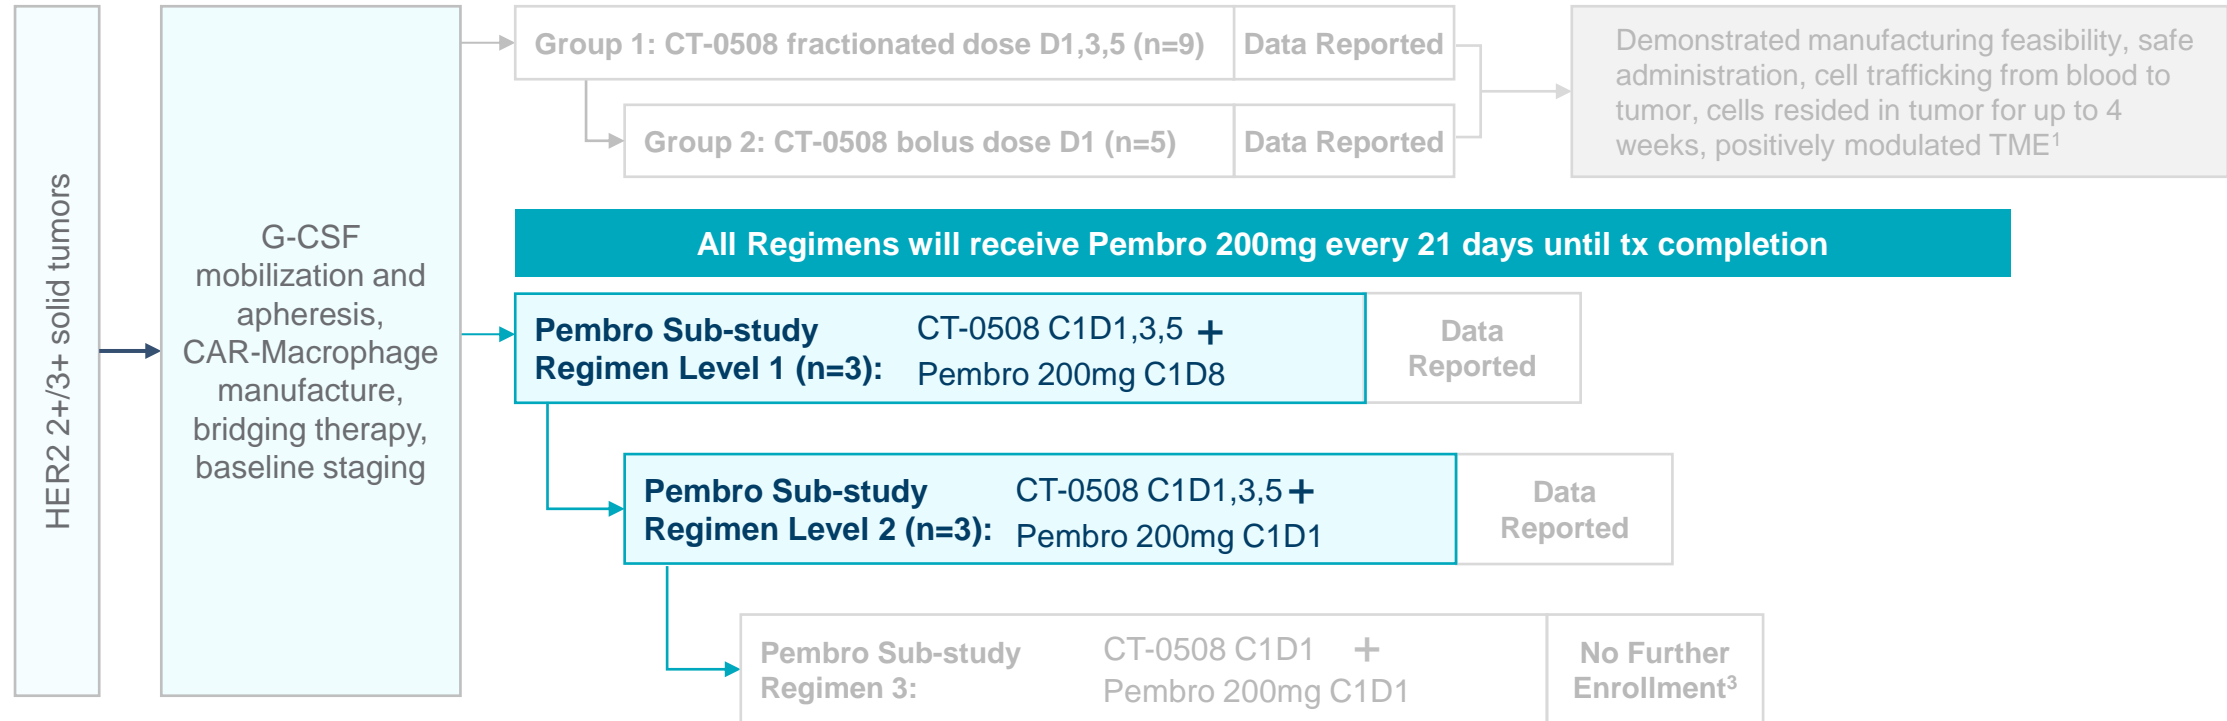 HER2 2+/3+ solid tumors
G-CSF
mobilization and
apheresis,
CAR-Macrophage
manufacture,
bridging therapy,
baseline staging
Group 1: CT-0508 fractionated dose D1,3,5 (n=9)
Data Reported
Group 2: CT-0508 bolus dose D1 (n=5)
Data Reported
Demonstrated manufacturing feasibility, safe
administration, cell trafficking from blood to
tumor, cells resided in tumor for up to 4
weeks, positively modulated TME¹
All Regimens will receive Pembro 200mg every 21 days until tx completion
Pembro Sub-study
Regimen Level 1 (n=3):
CT-0508 C1D1,3,5 +
Pembro 200mg C1D8
Data
Reported
Pembro Sub-study
Regimen Level 2 (n=3):
CT-0508 C1D1,3,5 +
Pembro 200mg C1D1
Data
Reported
Pembro Sub-study
Regimen 3:
CT-0508 C1D1 +
Pembro 200mg C1D1
No Further
Enrollment³